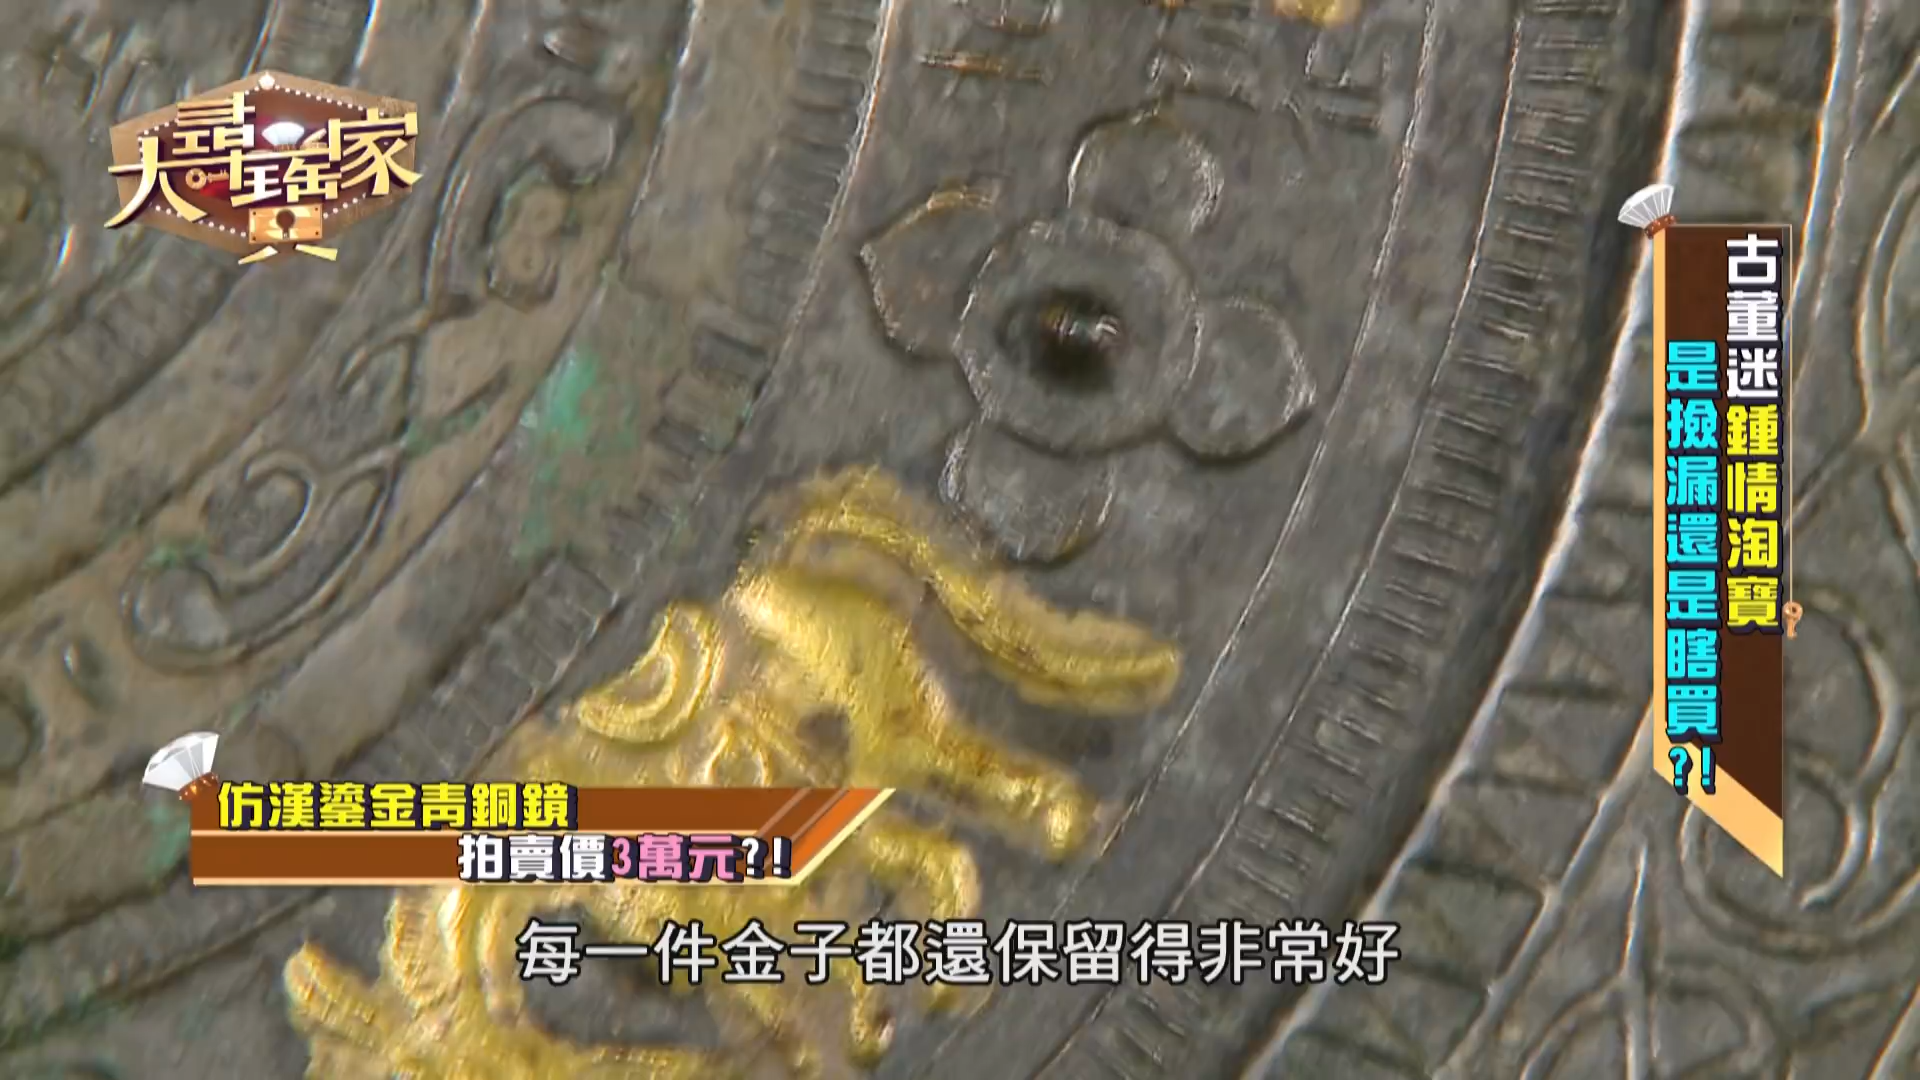 大尋寶家
古董迷鍾情淘寶
是撿漏還是瞎買?!
仿漢鎏金青銅鏡
拍賣價3萬元?!
每一件金子都還保留得非常好